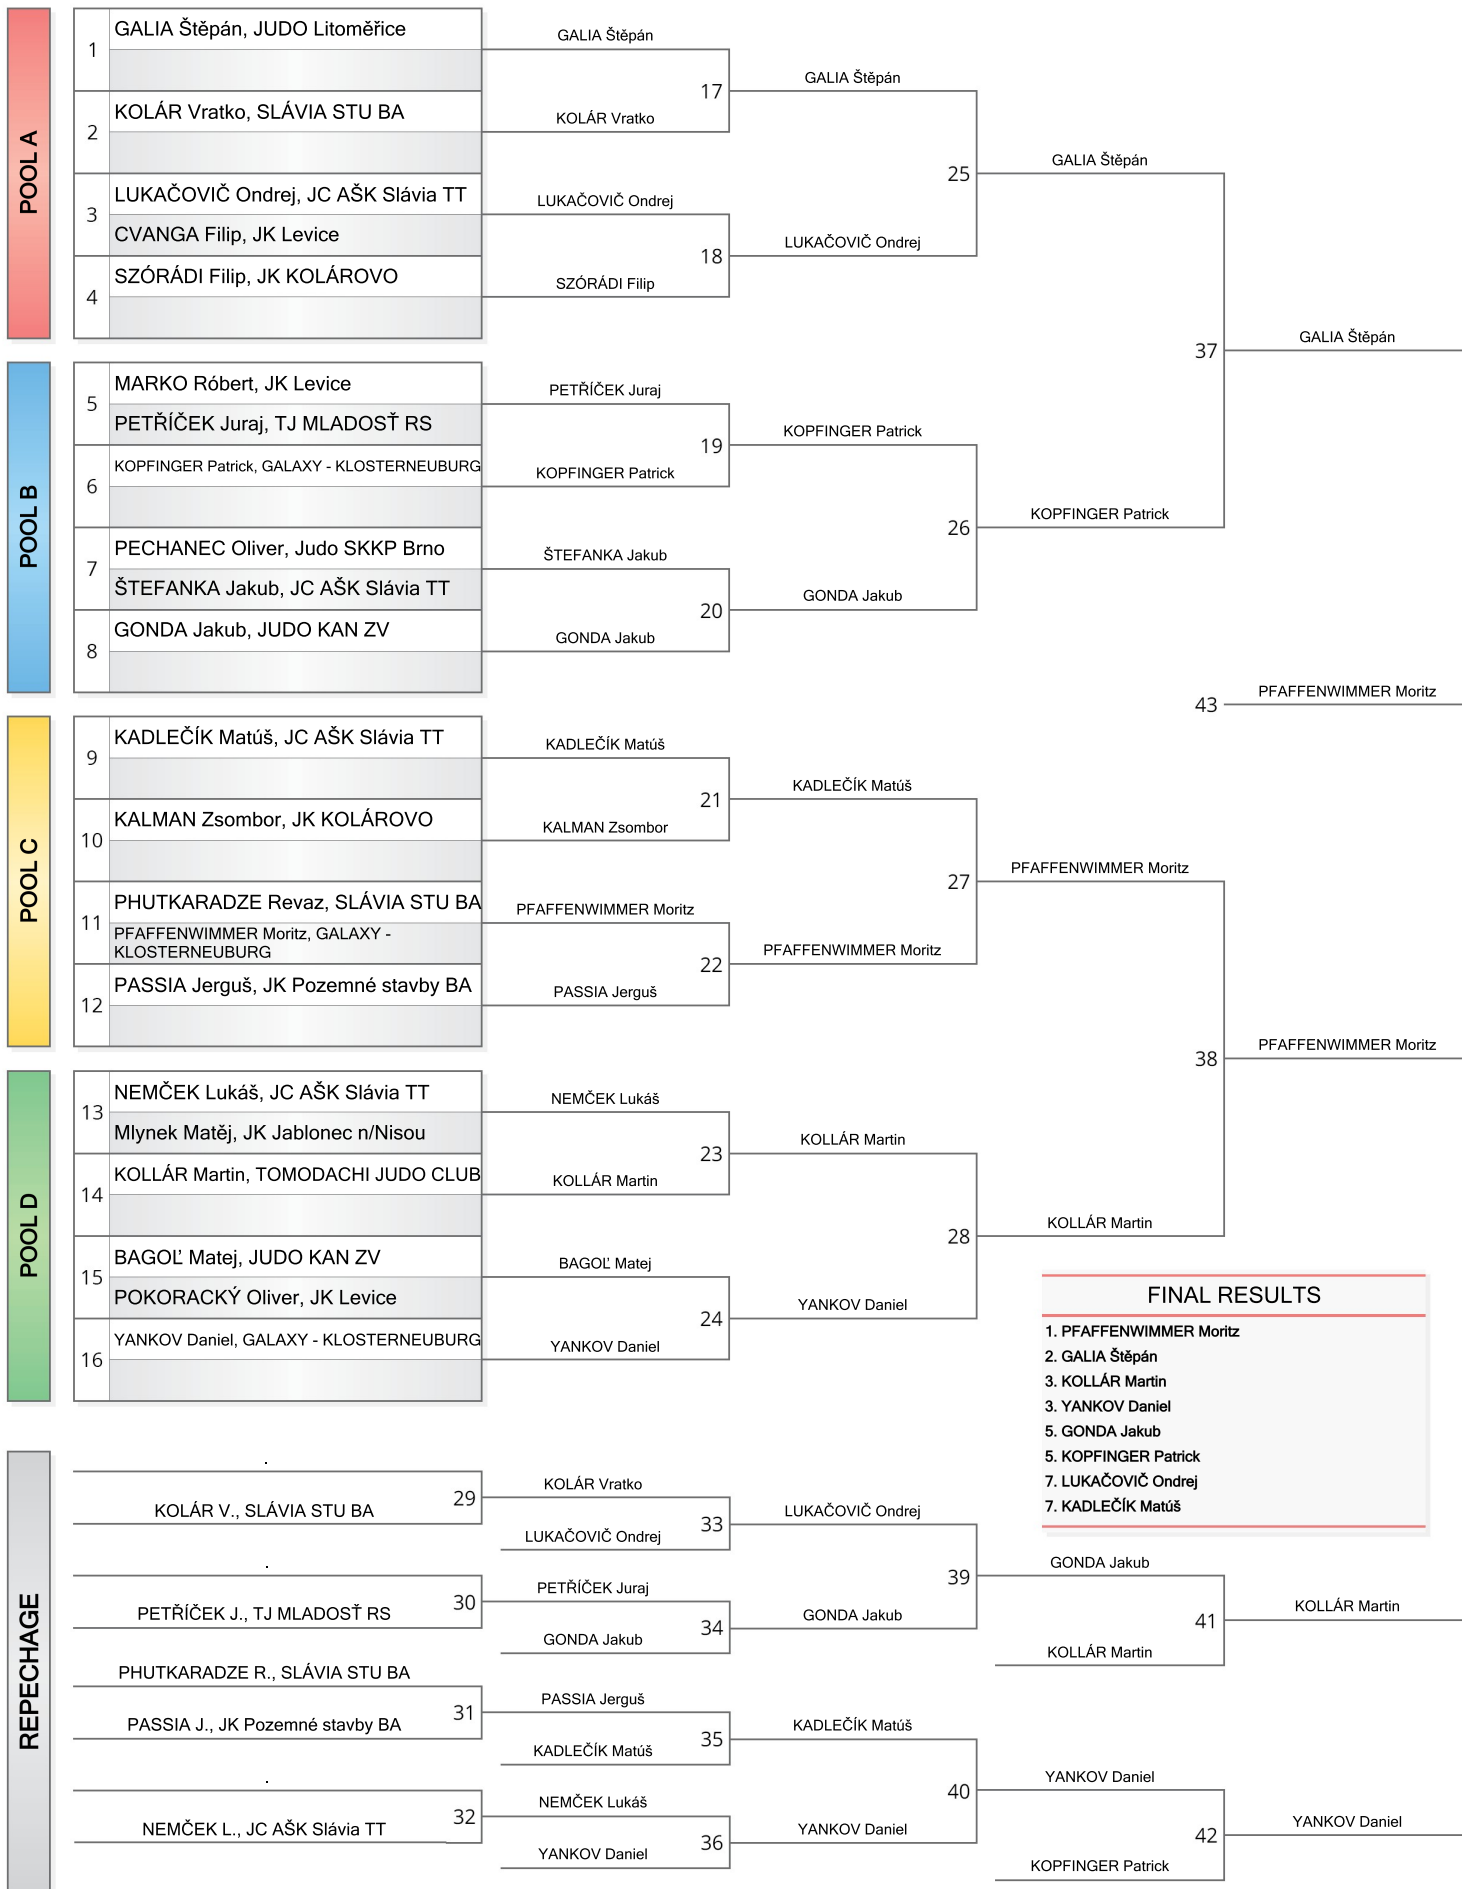 POOL A
1
GALIA Štěpán, JUDO Litoměřice
2
KOLÁR Vratko, SLÁVIA STU BA
3
LUKAČOVIČ Ondrej, JC AŠK Slávia TT
CVANGA Filip, JK Levice
4
SZÓRÁDI Filip, JK KOLÁROVO
GALIA Štěpán
17
KOLÁR Vratko
LUKAČOVIČ Ondrej
18
SZÓRÁDI Filip
GALIA Štěpán
25
LUKAČOVIČ Ondrej
GALIA Štěpán
37
GALIA Štěpán
POOL B
5
MARKO Róbert, JK Levice
PETŘÍČEK Juraj, TJ MLADOSŤ RS
6
KOPFINGER Patrick, GALAXY - KLOSTERNEUBURG
7
PECHANEC Oliver, Judo SKKP Brno
ŠTEFANKA Jakub, JC AŠK Slávia TT
8
GONDA Jakub, JUDO KAN ZV
PETŘÍČEK Juraj
19
KOPFINGER Patrick
ŠTEFANKA Jakub
20
GONDA Jakub
KOPFINGER Patrick
26
GONDA Jakub
KOPFINGER Patrick
43
PFAFFENWIMMER Moritz
POOL C
9
KADLEČÍK Matúš, JC AŠK Slávia TT
10
KALMAN Zsombor, JK KOLÁROVO
11
PHUTKARADZE Revaz, SLÁVIA STU BA
PFAFFENWIMMER Moritz, GALAXY -
KLOSTERNEUBURG
12
PASSIA Jerguš, JK Pozemné stavby BA
KADLEČÍK Matúš
21
KALMAN Zsombor
PFAFFENWIMMER Moritz
22
PASSIA Jerguš
KADLEČÍK Matúš
27
PFAFFENWIMMER Moritz
PFAFFENWIMMER Moritz
38
PFAFFENWIMMER Moritz
POOL D
13
NEMČEK Lukáš, JC AŠK Slávia TT
Mlynek Matěj, JK Jablonec n/Nisou
14
KOLLÁR Martin, TOMODACHI JUDO CLUB
15
BAGOĽ Matej, JUDO KAN ZV
POKORACKÝ Oliver, JK Levice
16
YANKOV Daniel, GALAXY - KLOSTERNEUBURG
NEMČEK Lukáš
23
KOLLÁR Martin
BAGOĽ Matej
24
YANKOV Daniel
KOLLÁR Martin
28
YANKOV Daniel
KOLLÁR Martin
FINAL RESULTS
1. PFAFFENWIMMER Moritz
2. GALIA Štěpán
3. KOLLÁR Martin
3. YANKOV Daniel
5. GONDA Jakub
5. KOPFINGER Patrick
7. LUKAČOVIČ Ondrej
7. KADLEČÍK Matúš
REPECHAGE
.
29
KOLÁR V., SLÁVIA STU BA
.
30
PETŘÍČEK J., TJ MLADOSŤ RS
PHUTKARADZE R., SLÁVIA STU BA
31
PASSIA J., JK Pozemné stavby BA
.
32
NEMČEK L., JC AŠK Slávia TT
KOLÁR Vratko
33
LUKAČOVIČ Ondrej
PETŘÍČEK Juraj
34
GONDA Jakub
PASSIA Jerguš
35
KADLEČÍK Matúš
NEMČEK Lukáš
36
YANKOV Daniel
LUKAČOVIČ Ondrej
39
GONDA Jakub
KADLEČÍK Matúš
40
YANKOV Daniel
GONDA Jakub
41
KOLLÁR Martin
KOLLÁR Martin
YANKOV Daniel
42
KOPFINGER Patrick
YANKOV Daniel